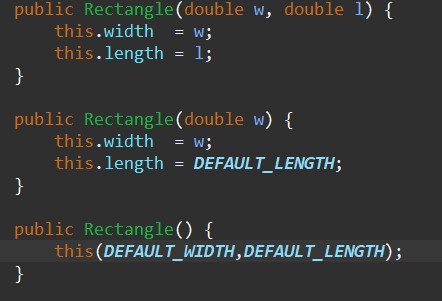 public Rectangle(double w, double l) {
    this.width  = w;
    this.length = l;
}
public Rectangle(double w) {
    this.width  = w;
    this.length = DEFAULT_LENGTH;
}
public Rectangle() {
    this(DEFAULT_WIDTH,DEFAULT_LENGTH);
}